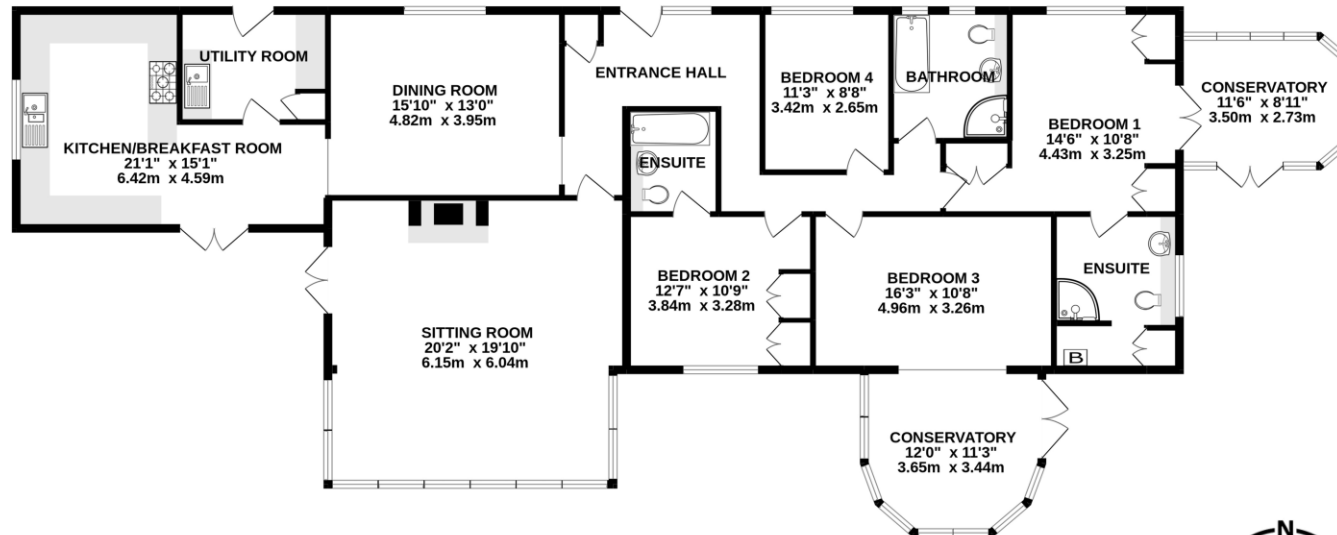 UTILITY ROOM
KITCHEN/BREAKFAST ROOM
21'1" x 15'1"
6.42m x 4.59m
DINING ROOM
15'10" x 13'0"
4.82m x 3.95m
ENTRANCE HALL
BEDROOM 4
11'3" x 8'8"
3.42m x 2.65m
BATHROOM
BEDROOM 1
14'6" x 10'8"
4.43m x 3.25m
CONSERVATORY
11'6" x 8'11"
3.50m x 2.73m
ENSUITE
SITTING ROOM
20'2" x 19'10"
6.15m x 6.04m
BEDROOM 2
12'7" x 10'9"
3.84m x 3.28m
BEDROOM 3
16'3" x 10'8"
4.96m x 3.26m
ENSUITE
B
CONSERVATORY
12'0" x 11'3"
3.65m x 3.44m
N